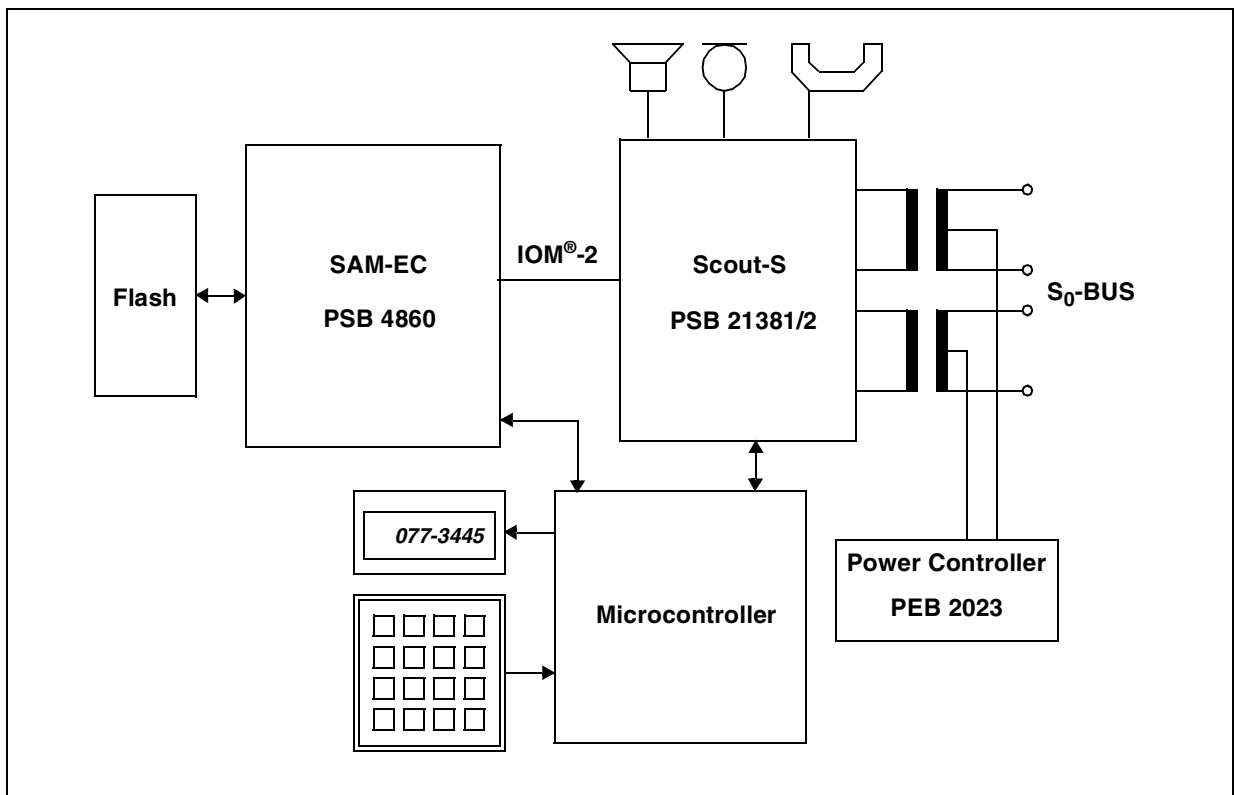 Flash
SAM-EC
PSB 4860
IOM®-2
Scout-S
PSB 21381/2
S₀-BUS
077-3445
Microcontroller
Power Controller
PEB 2023